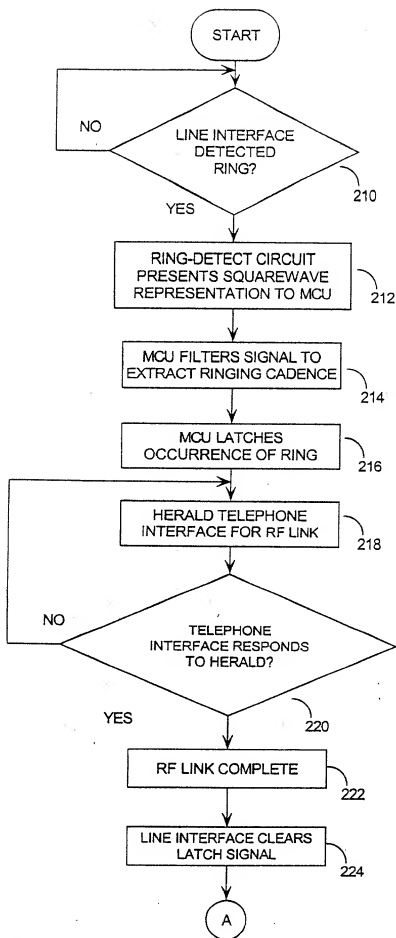 START
NO
LINE INTERFACE
DETECTED
RING?
210
YES
RING-DETECT CIRCUIT
PRESENTS SQUAREWAVE
REPRESENTATION TO MCU
212
MCU FILTERS SIGNAL TO
EXTRACT RINGING CADENCE
214
MCU LATCHES
OCCURRENCE OF RING
216
HERALD TELEPHONE
INTERFACE FOR RF LINK
218
NO
TELEPHONE
INTERFACE RESPONDS
TO HERALD?
220
YES
RF LINK COMPLETE
222
LINE INTERFACE CLEARS
LATCH SIGNAL
224
A